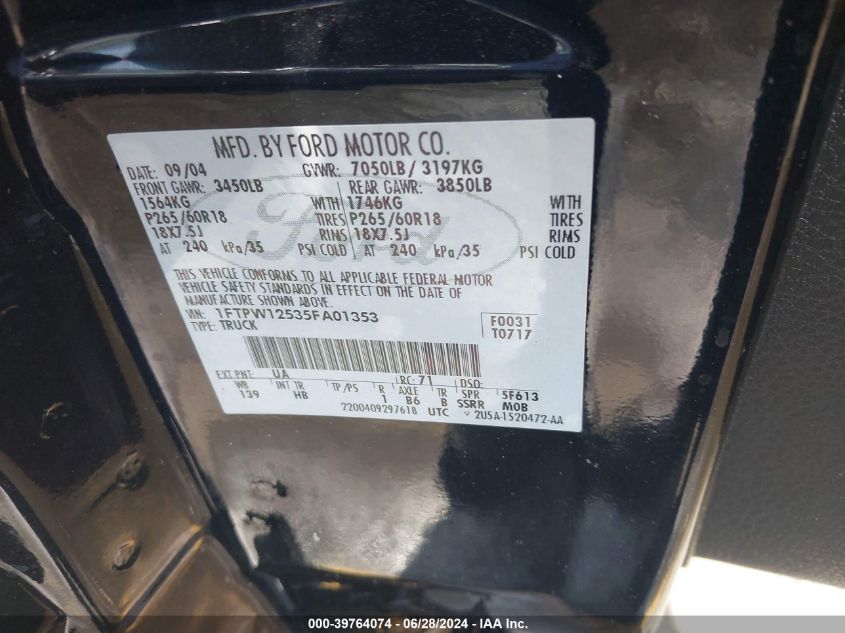 MFD. BY FORD MOTOR CO.
DATE: 09/04 GVWR: 7050LB / 3197KG
FRONT GAWR: 3450LB REAR GAWR: 3850LB
1564KG WITH 1746KG WITH
P265/60R18 TIRES P265/60R18 TIRES
18X7.5J RIMS 18X7.5J RIMS
AT 240 kPa/35 PSI COLD AT 240 kPa/35 PSI COLD
Ford
THIS VEHICLE CONFORMS TO ALL APPLICABLE FEDERAL MOTOR
VEHICLE SAFETY STANDARDS IN EFFECT ON THE DATE OF
MANUFACTURE SHOWN ABOVE.
VIN: 1FTPW12535FA01353 F0031
TYPE: TRUCK T0717
EXT PNT: UA RC: 71 DSO:
WB INT TR TP/PS R AXLE TR SPR 5F613
139 HB 1 B6 B SSRR MOB
2200409297618 UTC V 2U5A-1520472-AA
000-39764074 | 06/28/2024 | IAA Inc.